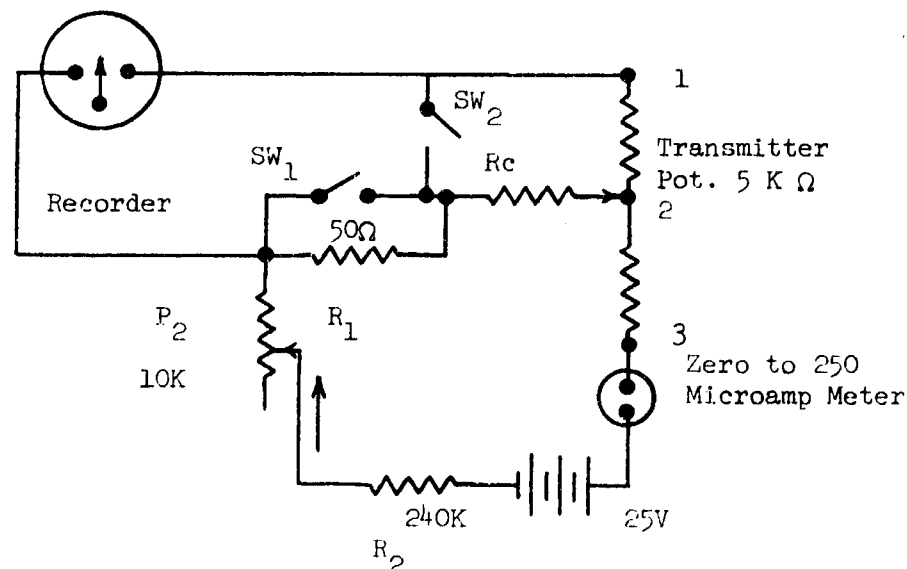 1
SW2
SW1
Rc
Transmitter
Pot. 5 K Ω
2
Recorder
50Ω
P2
R1
3
10K
Zero to 250
Microamp Meter
240K
25V
R2